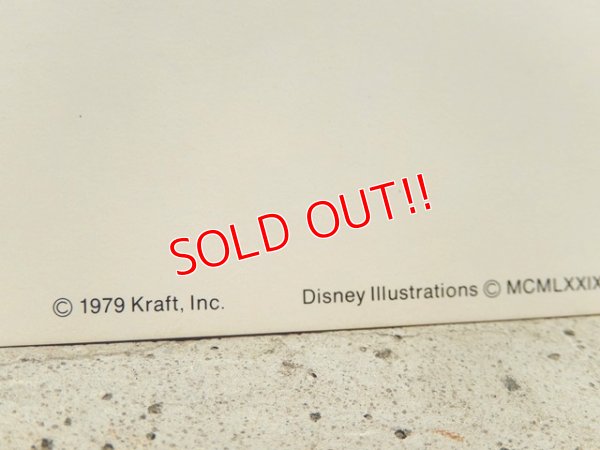 SOLD OUT!!
© 1979 Kraft, Inc.
Disney Illustrations © MCMLXXIX